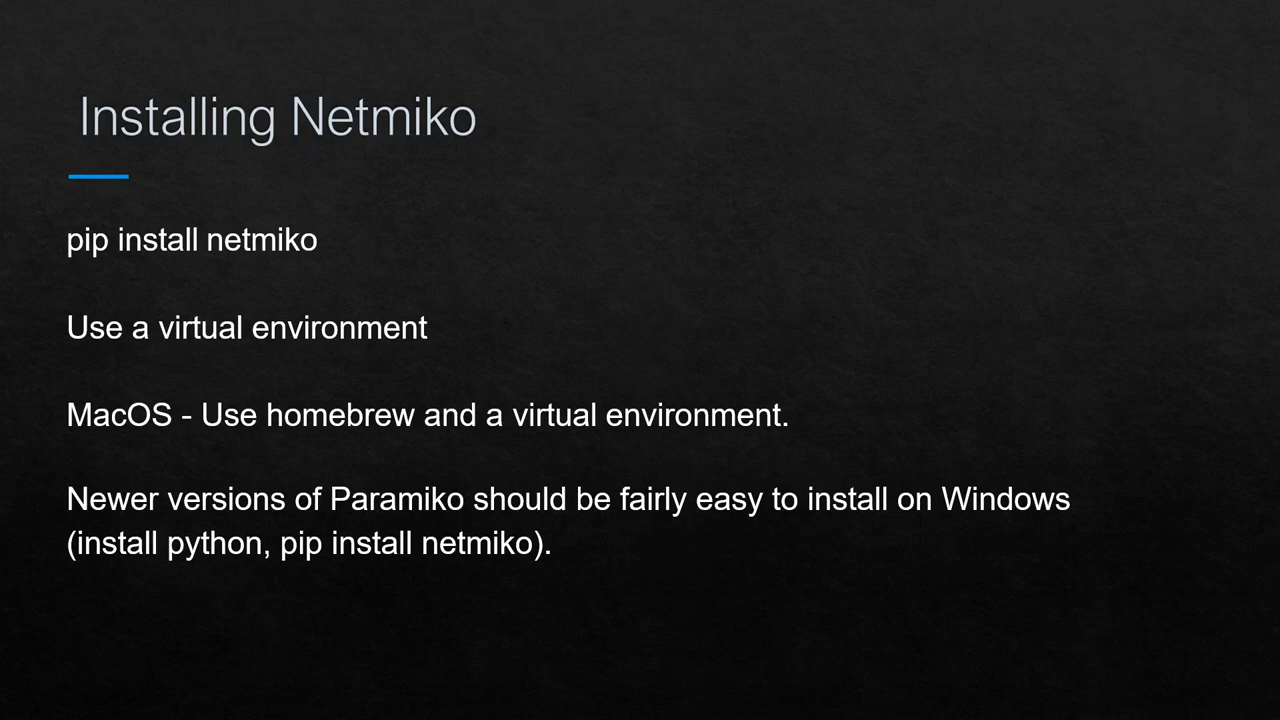 Installing Netmiko
pip install netmiko
Use a virtual environment
MacOS - Use homebrew and a virtual environment.
Newer versions of Paramiko should be fairly easy to install on Windows
(install python, pip install netmiko).